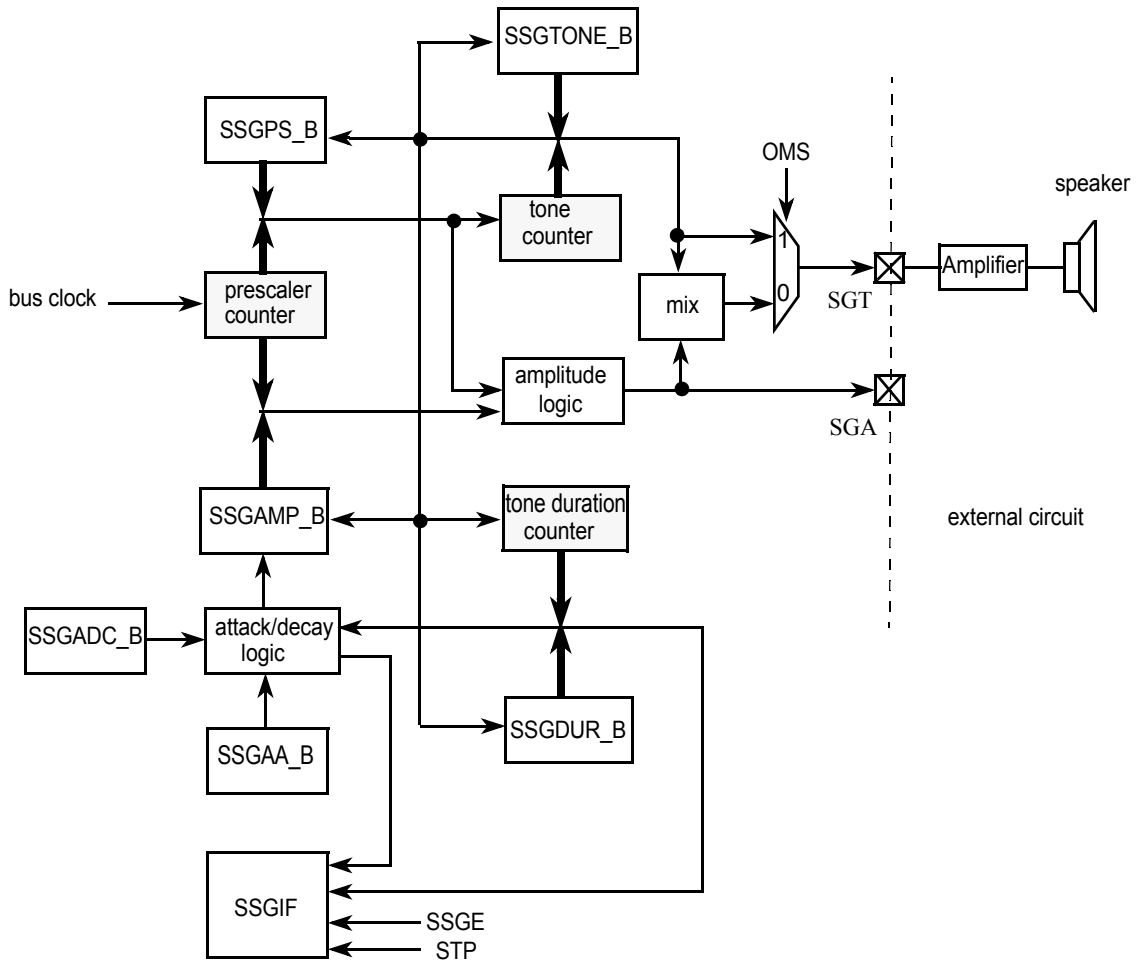 SSGTONE_B
SSGPS_B
OMS
speaker
tone
counter
1
Amplifier
bus clock
prescaler
counter
mix
0
SGT
amplitude
logic
SGA
SSGAMP_B
tone duration
counter
external circuit
SSGADC_B
attack/decay
logic
SSGDUR_B
SSGAA_B
SSGIF
SSGE
STP